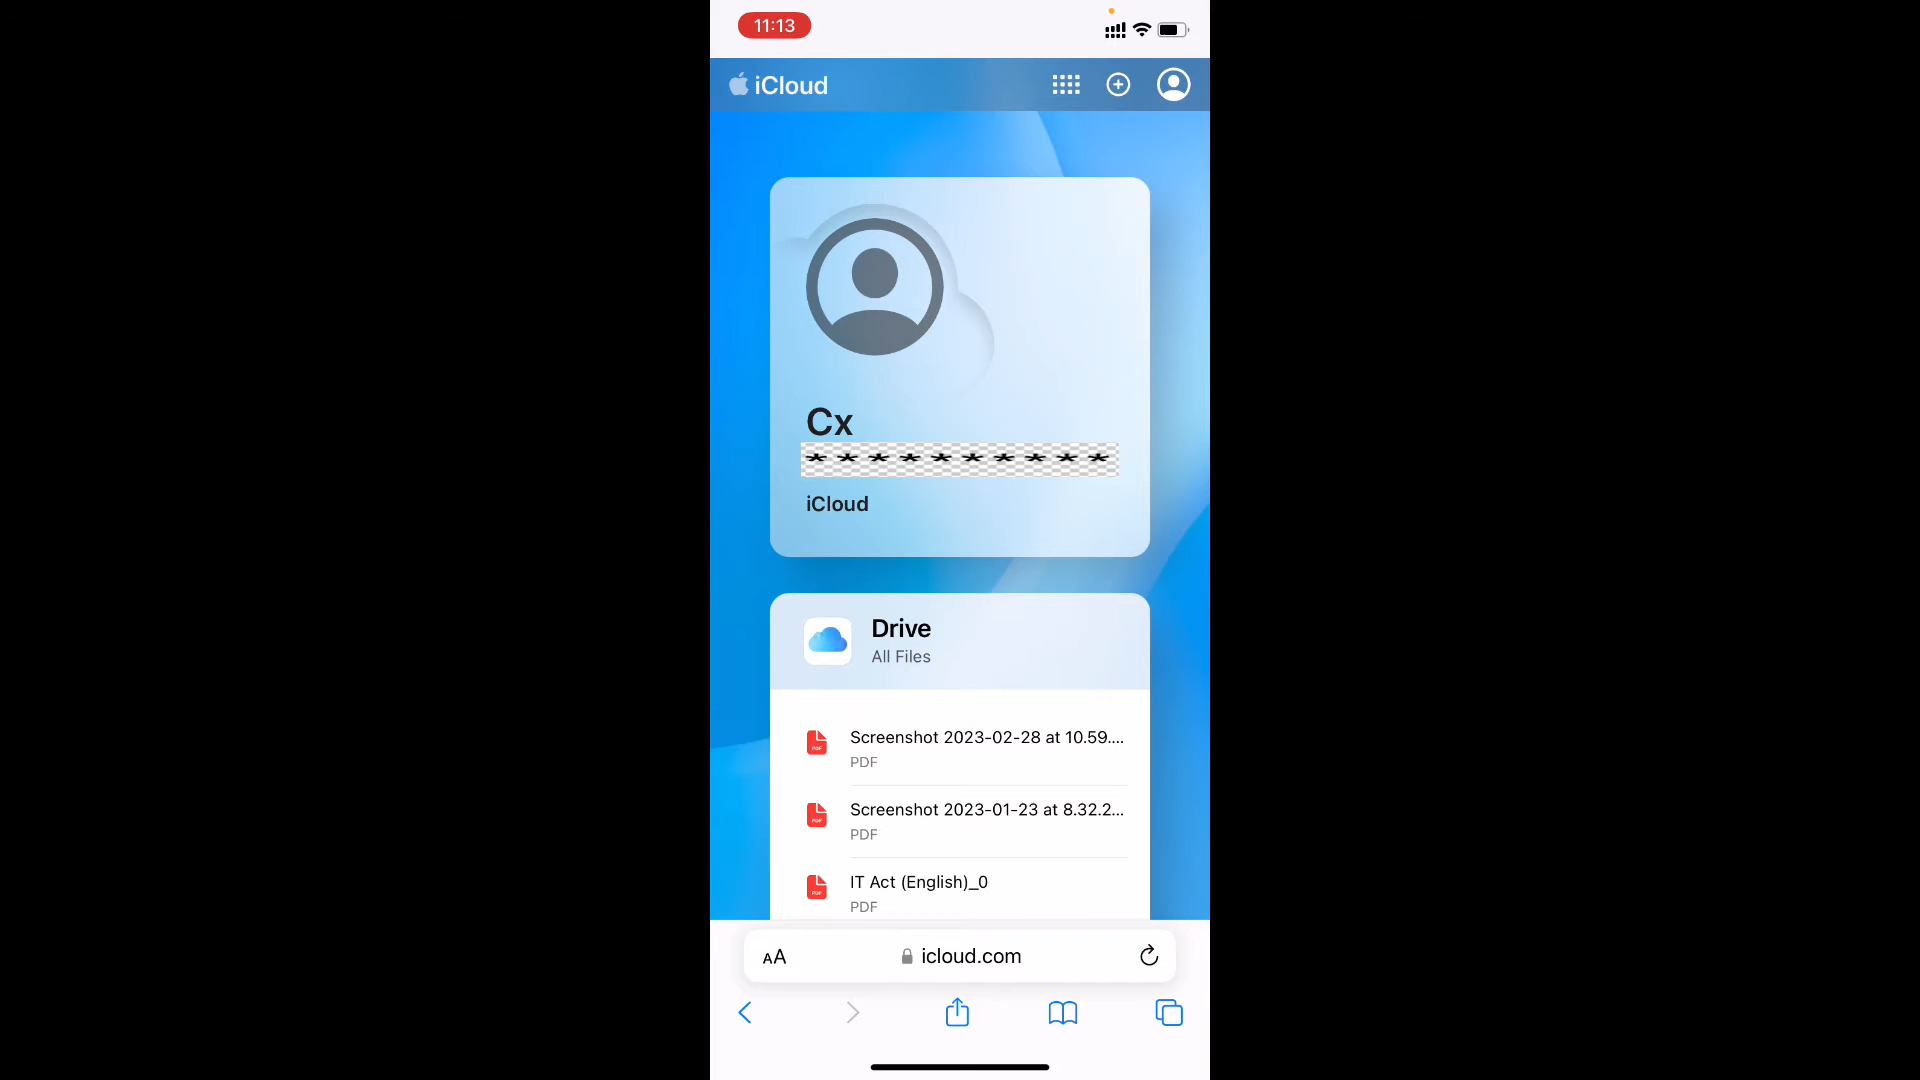 11:13
iCloud
Cx
* * * * * * * * * *
iCloud
Drive
All Files
Screenshot 2023-02-28 at 10.59....
PDF
Screenshot 2023-01-23 at 8.32.2...
PDF
IT Act (English)_0
PDF
AA
icloud.com